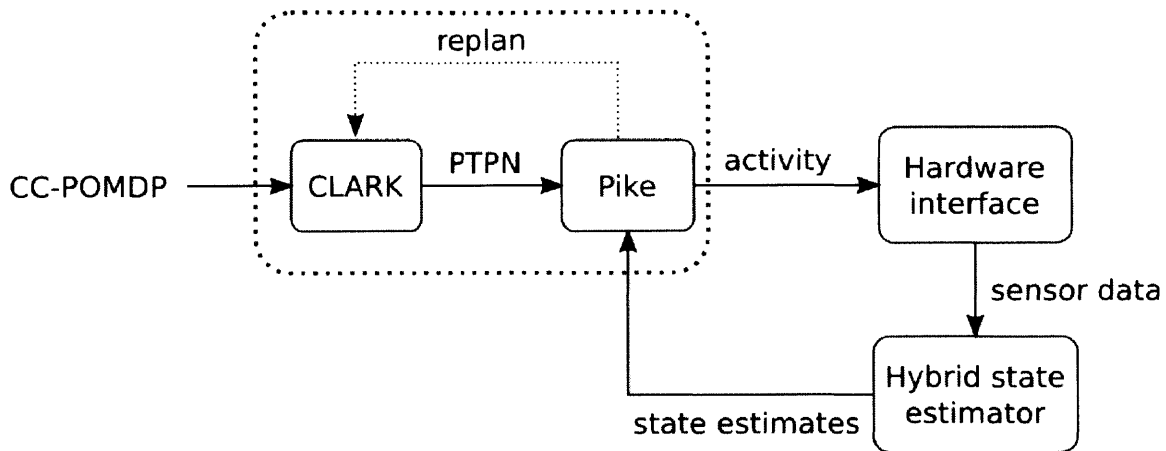 replan
CC-POMDP
CLARK
PTPN
Pike
activity
Hardware
interface
sensor data
Hybrid state
estimator
state estimates